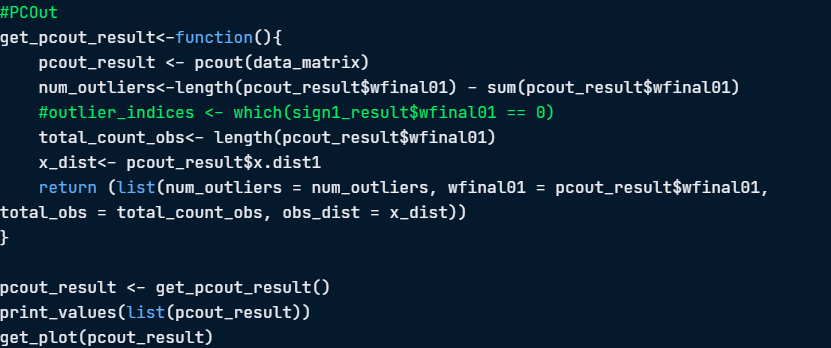 #PCOut
get_pcout_result<-function(){
    pcout_result <- pcout(data_matrix)
    num_outliers<-length(pcout_result$wfinal01) - sum(pcout_result$wfinal01)
    #outlier_indices <- which(sign1_result$wfinal01 == 0)
    total_count_obs<- length(pcout_result$wfinal01)
    x_dist<- pcout_result$x.dist1
    return (list(num_outliers = num_outliers, wfinal01 = pcout_result$wfinal01,
total_obs = total_count_obs, obs_dist = x_dist))
}

pcout_result <- get_pcout_result()
print_values(list(pcout_result))
get_plot(pcout_result)